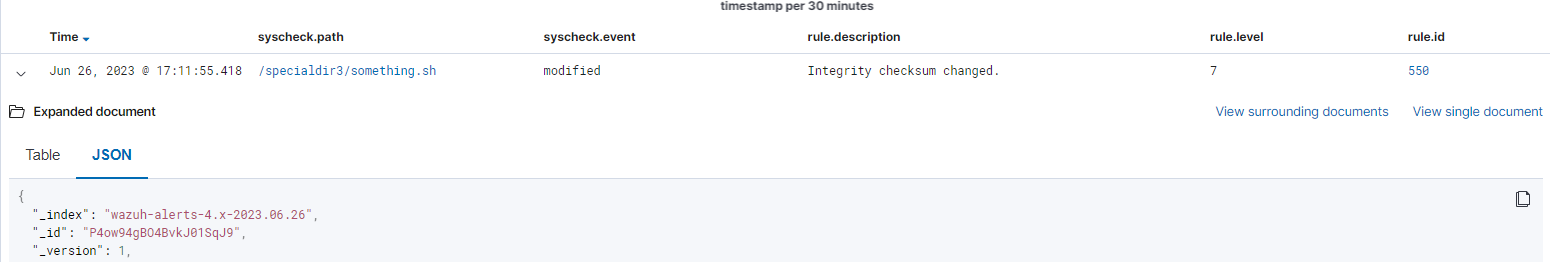 timestamp per 30 minutes
Time syscheck.path syscheck.event rule.description rule.level rule.id
Jun 26, 2023 @ 17:11:55.418 /specialdir3/something.sh modified Integrity checksum changed. 7 550
Expanded document View surrounding documents View single document
Table JSON
{
"_index": "wazuh-alerts-4.x-2023.06.26",
"_id": "P4ow94gBO4BvkJ01SqJ9",
"_version": 1,